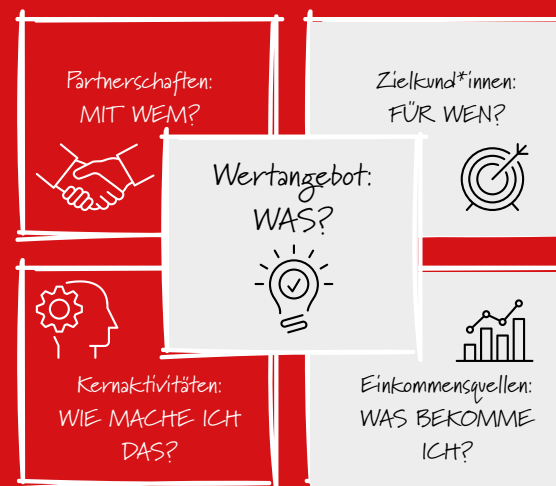 Partnerschaften:
MIT WEM?
Zielkund*innen:
FÜR WEN?
Wertangebot:
WAS?
Kernaktivitäten:
WIE MACHE ICH
DAS?
Einkommensquellen:
WAS BEKOMME
ICH?